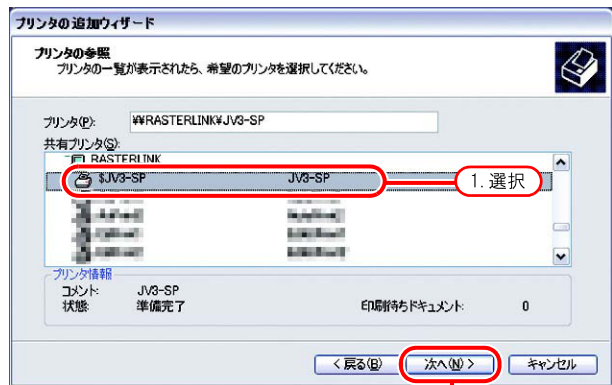 プリンタの追加ウィザード
プリンタの参照
プリンタの一覧が表示されたら、希望のプリンタを選択してください。
プリンタ(P): ¥¥RASTERLINK¥JV3-SP
共有プリンタ(S):
RASTERLINK
$JV3-SP JV3-SP
1. 選択
プリンタ情報
コメント: JV3-SP
状態: 準備完了 印刷待ちドキュメント: 0
< 戻る(B) 次へ(N) > キャンセル